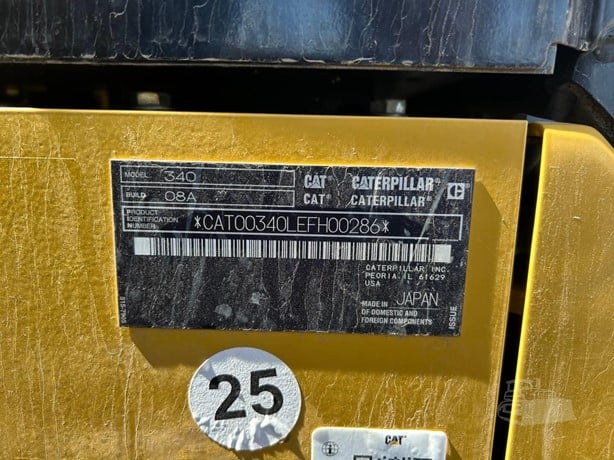 MODEL 340
BUILD 08A
CAT CATERPILLAR
CAT CATERPILLAR
PRODUCT IDENTIFICATION NUMBER
*CAT00340LEFH00286*
CATERPILLAR INC.
PEORIA, IL 61629
USA
MADE IN JAPAN
OF DOMESTIC AND
FOREIGN COMPONENTS
ISSUE
25
CAT